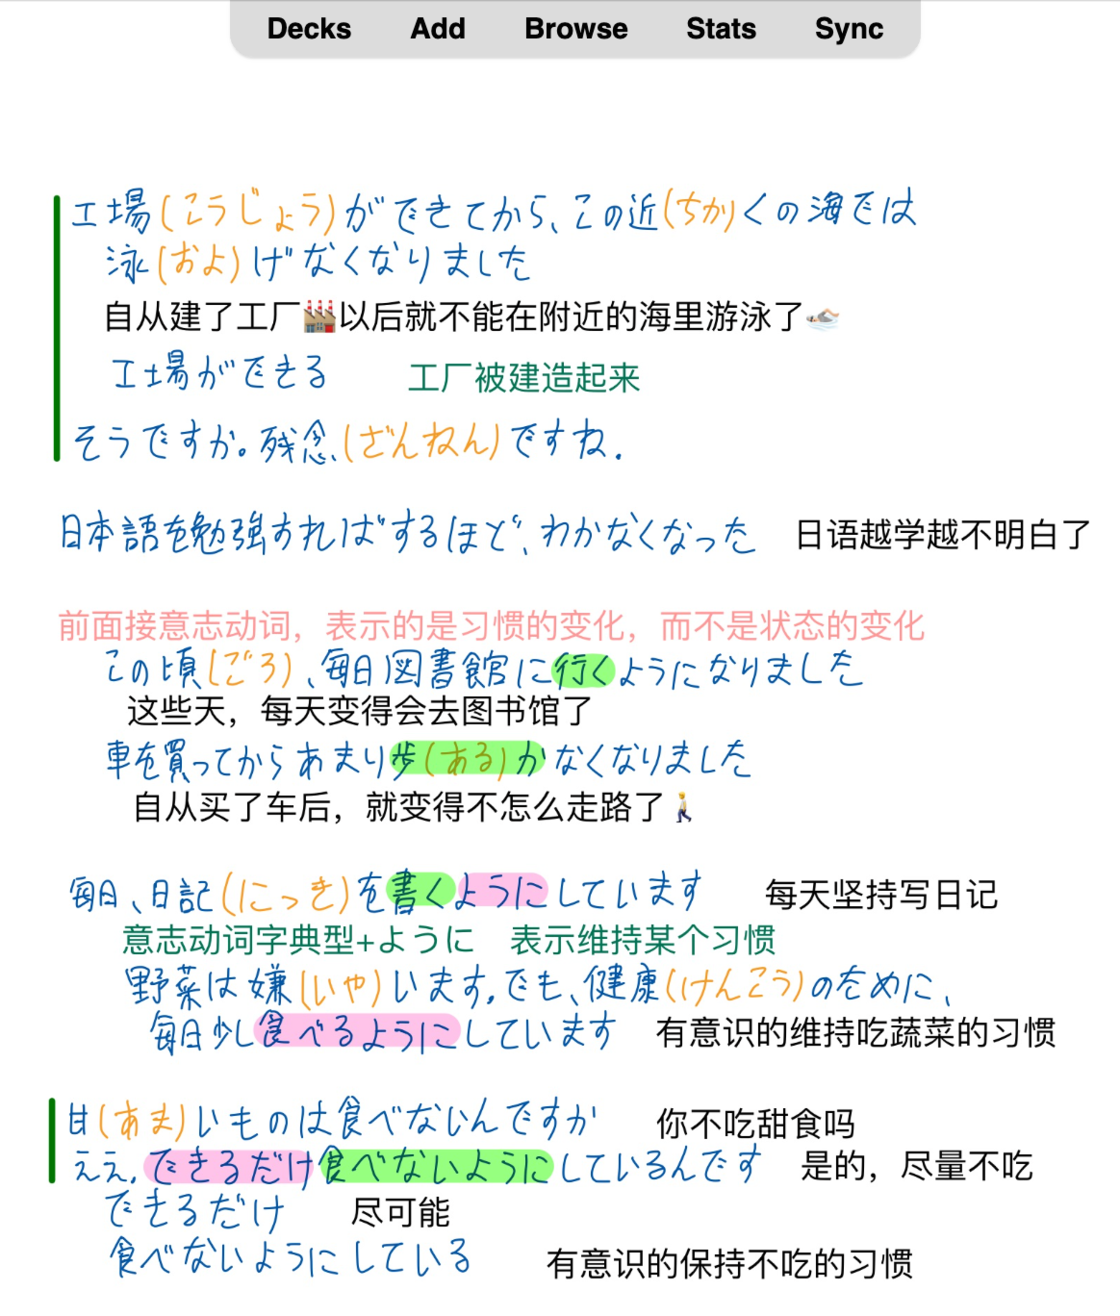 Decks Add Browse Stats Sync
工場(こうじょう)ができてから、この近(ちか)くの海では
泳(およ)げなくなりました
自从建了工厂🏭以后就不能在附近的海里游泳了🏊
工場ができる 工厂被建造起来
そうですか。残念(ざんねん)ですね.
日本語を勉強すればするほど、わかなくなった 日语越学越不明白了
前面接意志动词，表示的是习惯的变化，而不是状态的变化
この頃(ごろ)、毎日図書館に行くようになりました
这些天，每天变得会去图书馆了
車を買ってからあまり歩(ある)かなくなりました
自从买了车后，就变得不怎么走路了🚶
毎日、日記(にっき)を書くようにしています 每天坚持写日记
意志动词字典型+ように 表示维持某个习惯
野菜は嫌(いや)います.でも、健康(けんこう)のために、
毎日少し食べるようにしています 有意识的维持吃蔬菜的习惯
甘(あま)いものは食べないんですか 你不吃甜食吗
ええ.できるだけ食べないようにしているんです 是的，尽量不吃
できるだけ 尽可能
食べないようにしている 有意识的保持不吃的习惯